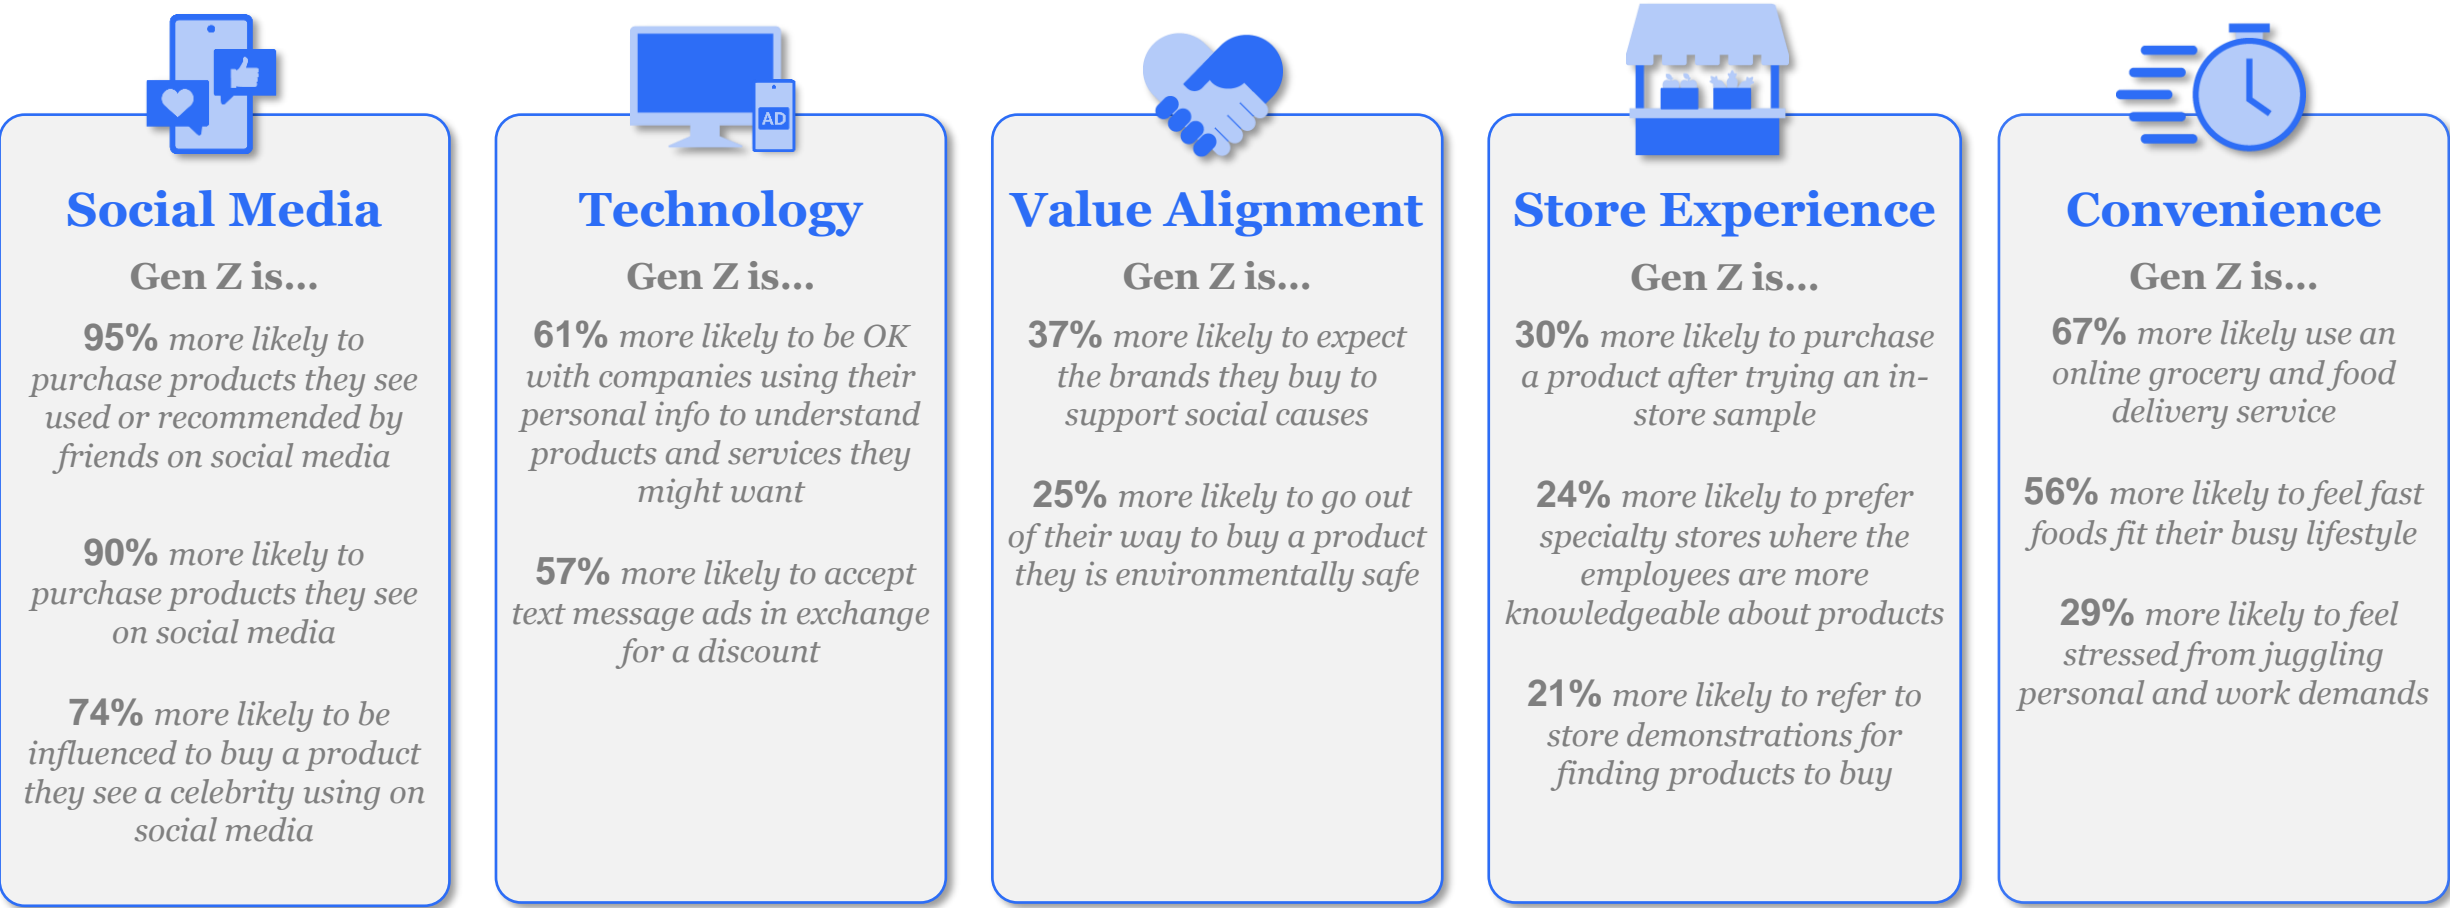 AD
Social Media
Gen Z is...
95% more likely to
purchase products they see
used or recommended by
friends on social media
90% more likely to
purchase products they see
on social media
74% more likely to be
influenced to buy a product
they see a celebrity using on
social media
Technology
Gen Z is...
61% more likely to be OK
with companies using their
personal info to understand
products and services they
might want
57% more likely to accept
text message ads in exchange
for a discount
Value Alignment
Gen Z is...
37% more likely to expect
the brands they buy to
support social causes
25% more likely to go out
of their way to buy a product
they is environmentally safe
Store Experience
Gen Z is...
30% more likely to purchase
a product after trying an in-
store sample
24% more likely to prefer
specialty stores where the
employees are more
knowledgeable about products
21% more likely to refer to
store demonstrations for
finding products to buy
Convenience
Gen Z is...
67% more likely use an
online grocery and food
delivery service
56% more likely to feel fast
foods fit their busy lifestyle
29% more likely to feel
stressed from juggling
personal and work demands